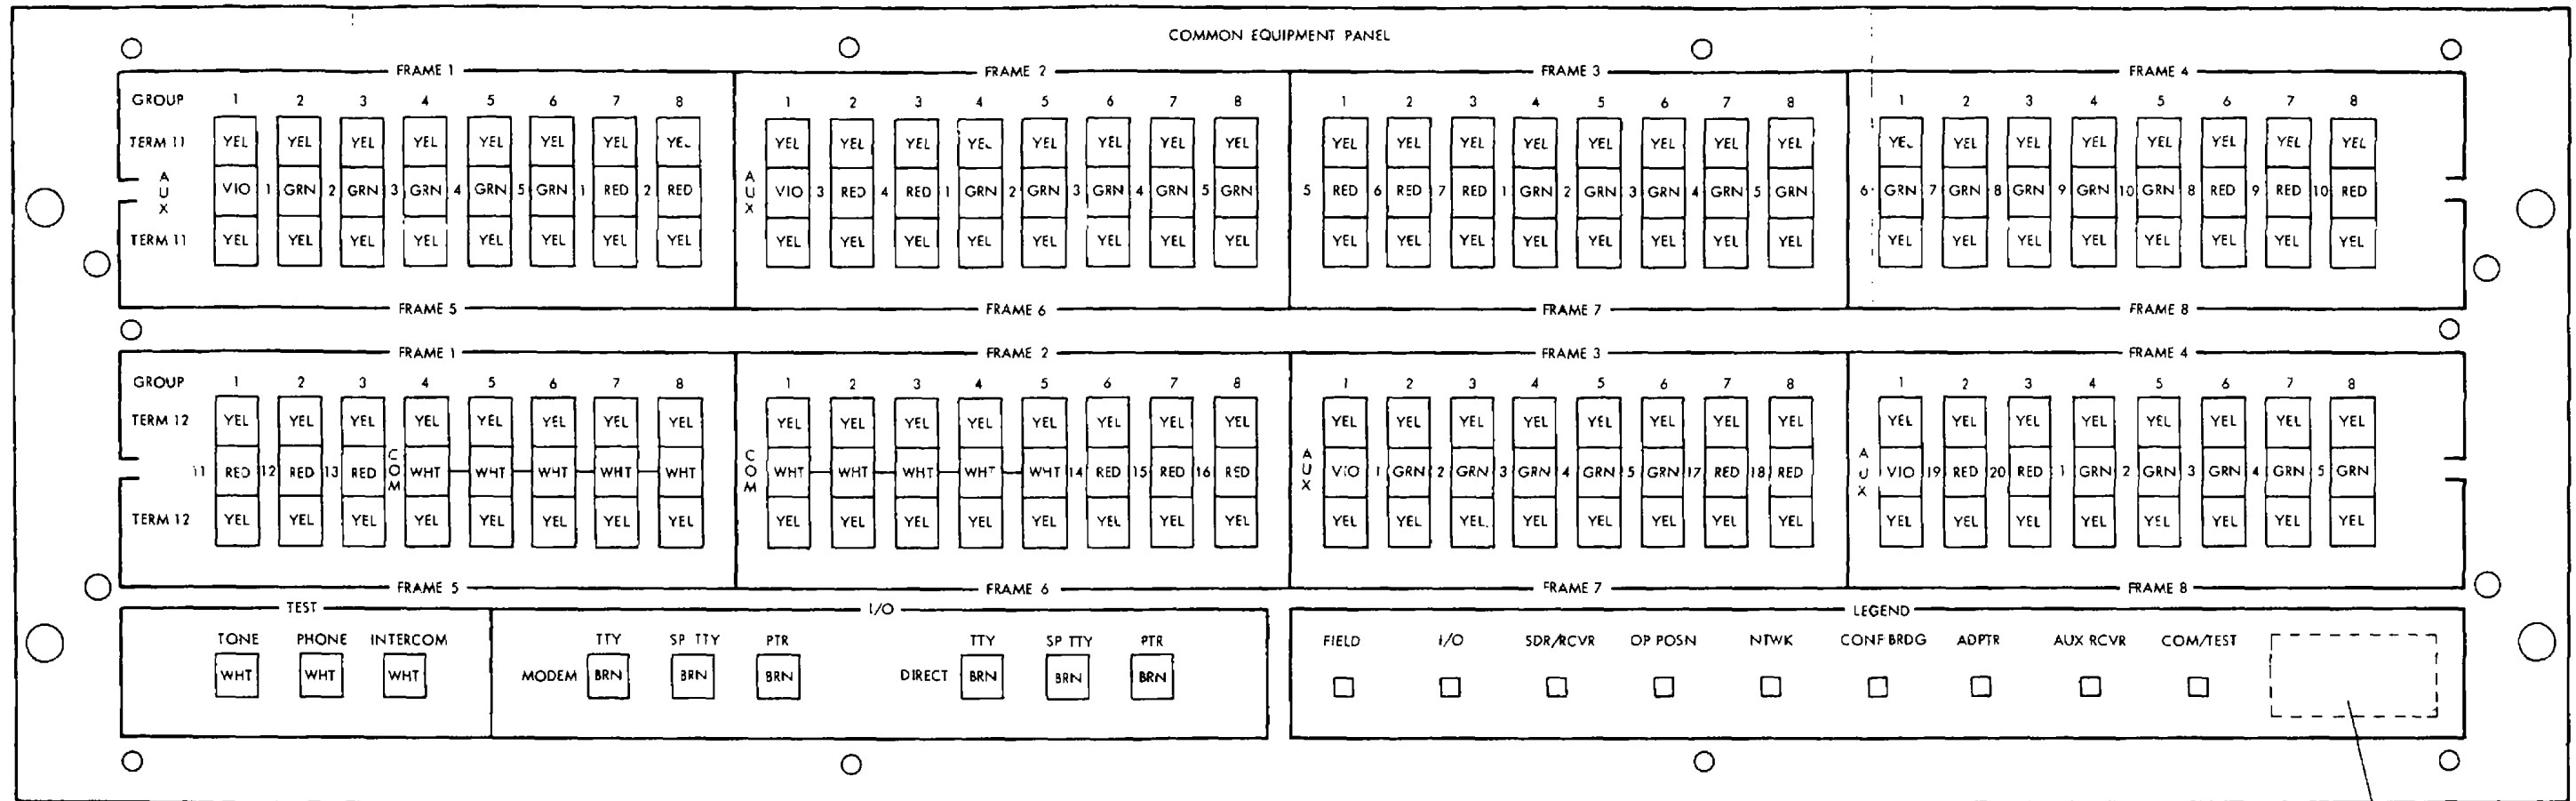 COMMON EQUIPMENT PANEL
FRAME 1 FRAME 2 FRAME 3 FRAME 4
GROUP 1 2 3 4 5 6 7 8 1 2 3 4 5 6 7 8 1 2 3 4 5 6 7 8 1 2 3 4 5 6 7 8
TERM 11 YEL YEL YEL YEL YEL YEL YEL YEL YEL YEL YEL YEL YEL YEL YEL YEL YEL YEL YEL YEL YEL YEL YEL YEL YEL YEL YEL YEL YEL YEL YEL YEL
AUX VIO 1 GRN 2 GRN 3 GRN 4 GRN 5 GRN 1 RED 2 RED AUX VIO 3 RED 4 RED 1 GRN 2 GRN 3 GRN 4 GRN 5 GRN 5 RED 6 RED 7 RED 1 GRN 2 GRN 3 GRN 4 GRN 5 GRN 6 GRN 7 GRN 8 GRN 9 GRN 10 GRN 8 RED 9 RED 10 RED
TERM 11 YEL YEL YEL YEL YEL YEL YEL YEL YEL YEL YEL YEL YEL YEL YEL YEL YEL YEL YEL YEL YEL YEL YEL YEL YEL YEL YEL YEL YEL YEL YEL YEL
FRAME 5 FRAME 6 FRAME 7 FRAME 8
FRAME 1 FRAME 2 FRAME 3 FRAME 4
GROUP 1 2 3 4 5 6 7 8 1 2 3 4 5 6 7 8 1 2 3 4 5 6 7 8 1 2 3 4 5 6 7 8
TERM 12 YEL YEL YEL YEL YEL YEL YEL YEL YEL YEL YEL YEL YEL YEL YEL YEL YEL YEL YEL YEL YEL YEL YEL YEL YEL YEL YEL YEL YEL YEL YEL YEL
11 RED 12 RED 13 RED COM WHT WHT WHT WHT WHT COM WHT WHT WHT WHT WHT 14 RED 15 RED 16 RED AUX VIO 1 GRN 2 GRN 3 GRN 4 GRN 5 GRN 17 RED 18 RED AUX VIO 19 RED 20 RED 1 GRN 2 GRN 3 GRN 4 GRN 5 GRN
TERM 12 YEL YEL YEL YEL YEL YEL YEL YEL YEL YEL YEL YEL YEL YEL YEL YEL YEL YEL YEL YEL YEL YEL YEL YEL YEL YEL YEL YEL YEL YEL YEL YEL
FRAME 5 FRAME 6 FRAME 7 FRAME 8
TEST I/O LEGEND
TONE PHONE INTERCOM TTY SP TTY PTR TTY SP TTY PTR FIELD I/O SDR/RCVR OP POSN NTWK CONF BRDG ADPTR AUX RCVR COM/TEST
WHT WHT WHT MODEM BRN BRN BRN DIRECT BRN BRN BRN